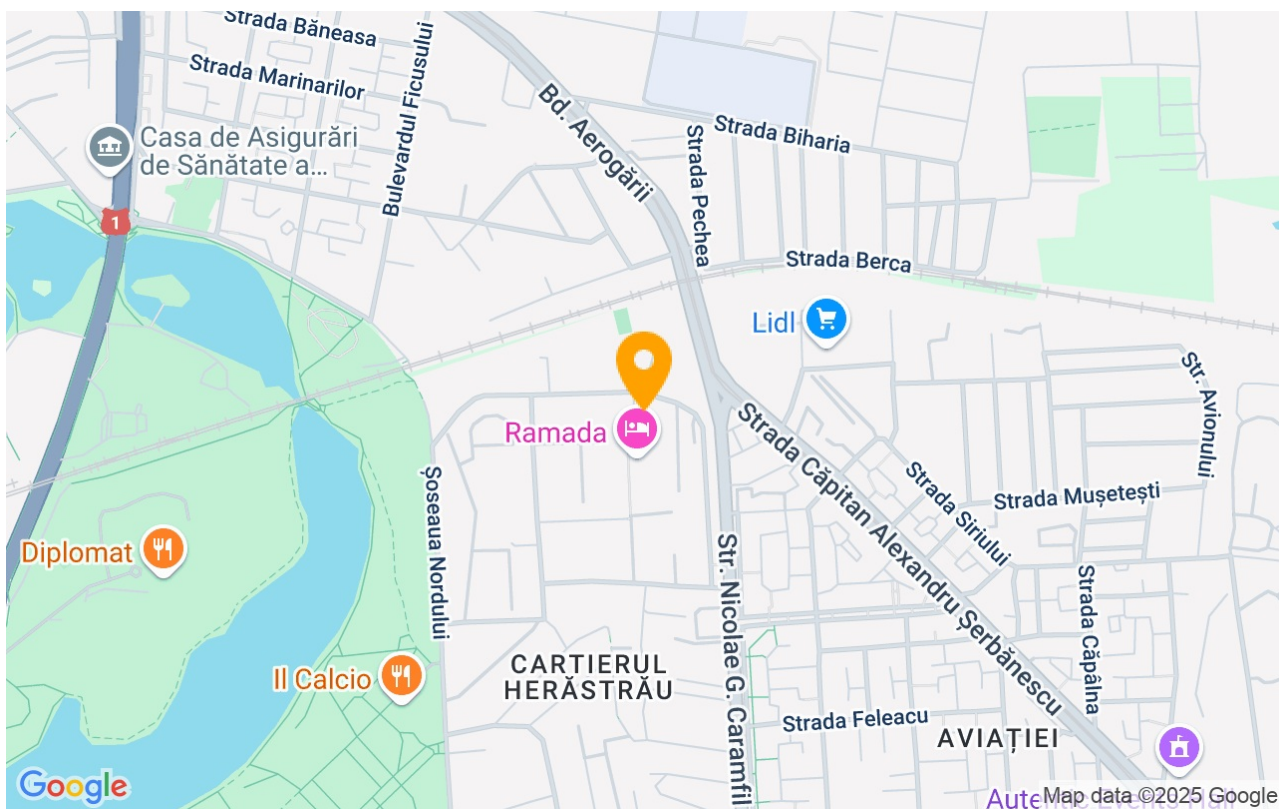 Strada Băneasa
Strada Marinarilor
Bulevardul Ficusului
Bd. Aerogării
Strada Biharia
Strada Pechea
Casa de Asigurări
de Sănătate a...
1
Strada Berca
Lidl
Str. Avionului
Ramada
Strada Căpitan Alexandru Șerbănescu
Șoseaua Nordului
Strada Siriului
Strada Mușetești
Diplomat
Str. Nicolae G. Caramfil
Strada Căpâlna
CARTIERUL
HERĂSTRĂU
Il Calcio
Strada Feleacu
AVIAȚIEI
Google
Map data ©2025 Google